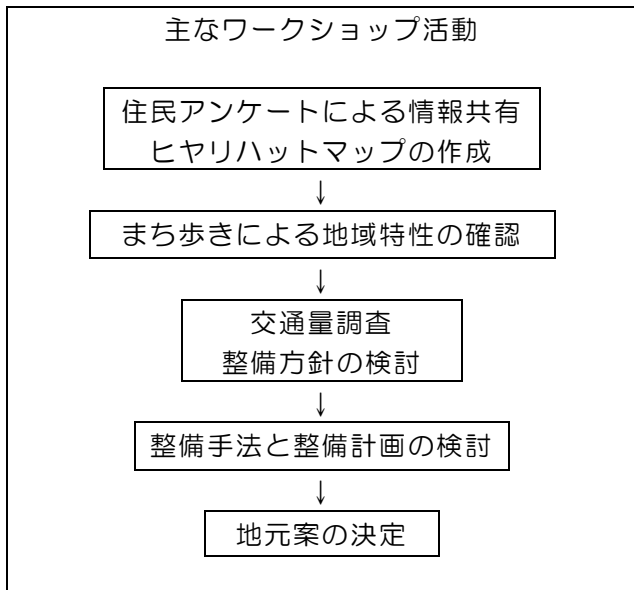 主なワークショップ活動
住民アンケートによる情報共有
ヒヤリハットマップの作成
↓
まち歩きによる地域特性の確認
↓
交通量調査
整備方針の検討
↓
整備手法と整備計画の検討
↓
地元案の決定